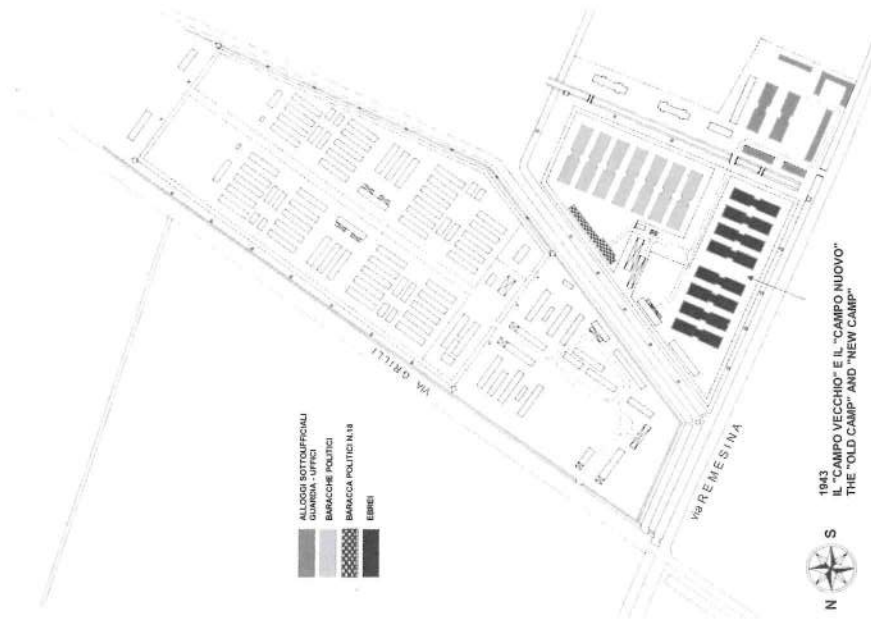 VIA GRILLI
via REMESINA
ALLOGGI SOTTOUFFICIALI
GUARDIA - UFFICI
BARACCHE POLITICI
BARACCA POLITICI N.18
EBREI
N
S
1943
IL "CAMPO VECCHIO" E IL "CAMPO NUOVO"
THE "OLD CAMP" AND "NEW CAMP"